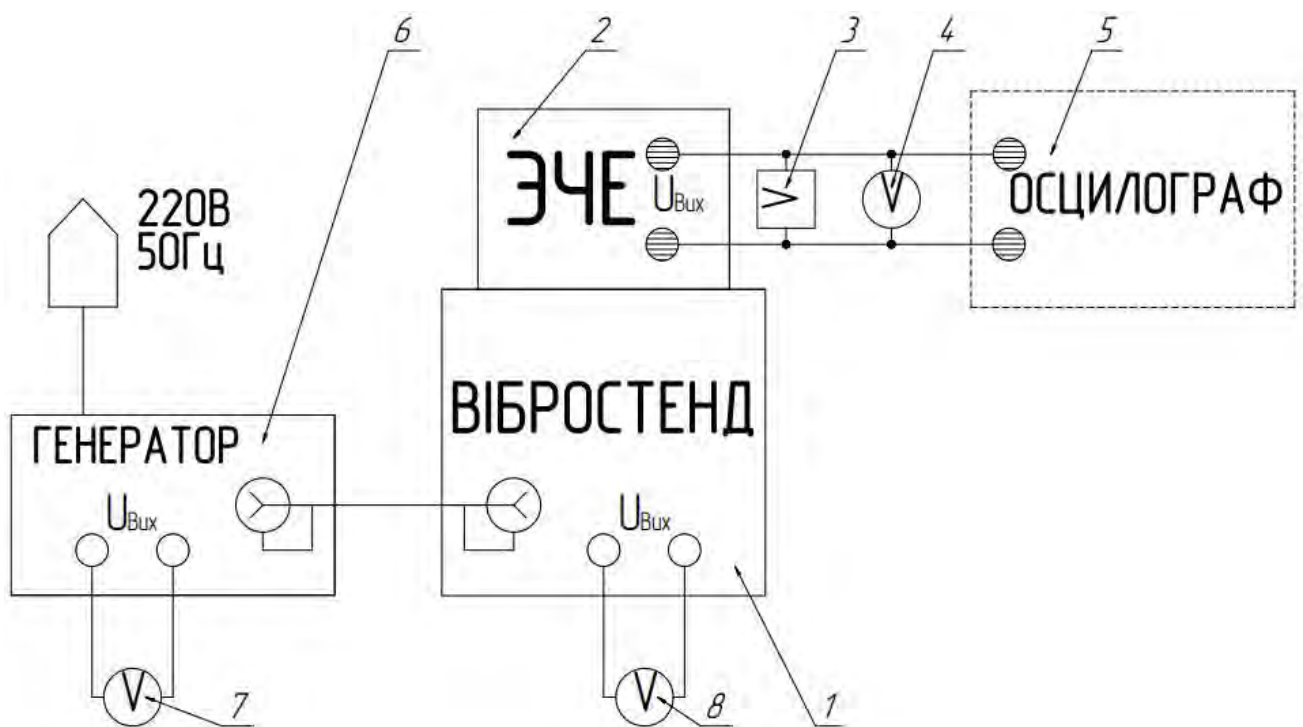 6
2
3
4
5
220В
50Гц
ЭЧЕ
UВих
V
V
ОСЦИЛОГРАФ
ВІБРОСТЕНД
ГЕНЕРАТОР
UВих
UВих
V
7
V
8
1